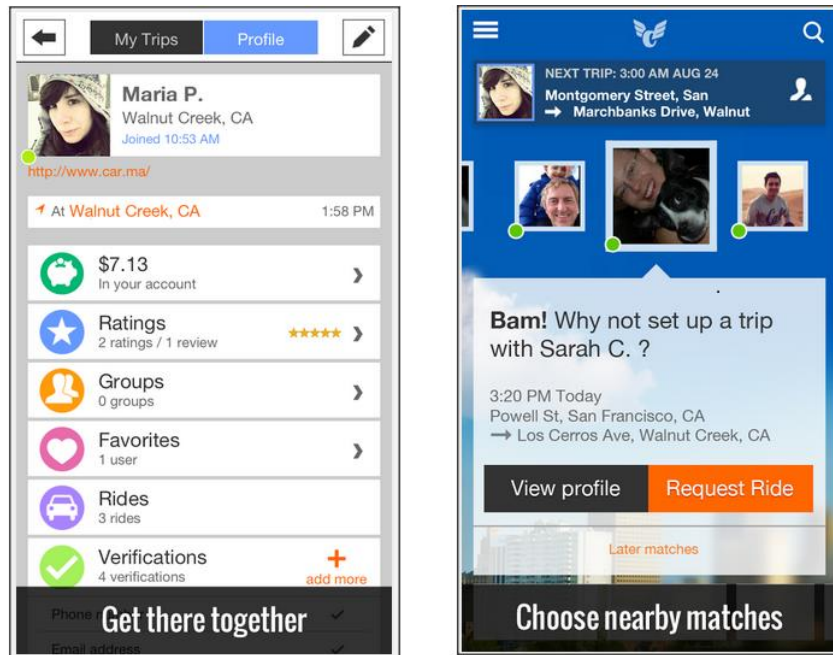 My Trips
Profile
Maria P.
Walnut Creek, CA
Joined 10:53 AM
http://www.car.ma/
At Walnut Creek, CA 1:58 PM
$7.13
In your account
Ratings
2 ratings / 1 review
Groups
0 groups
Favorites
1 user
Rides
3 rides
Verifications
4 verifications
add more
Phone number
Email address
Get there together
NEXT TRIP: 3:00 AM AUG 24
Montgomery Street, San
→ Marchbanks Drive, Walnut
Bam! Why not set up a trip
with Sarah C. ?
3:20 PM Today
Powell St, San Francisco, CA
→ Los Cerros Ave, Walnut Creek, CA
View profile
Request Ride
Later matches
Choose nearby matches